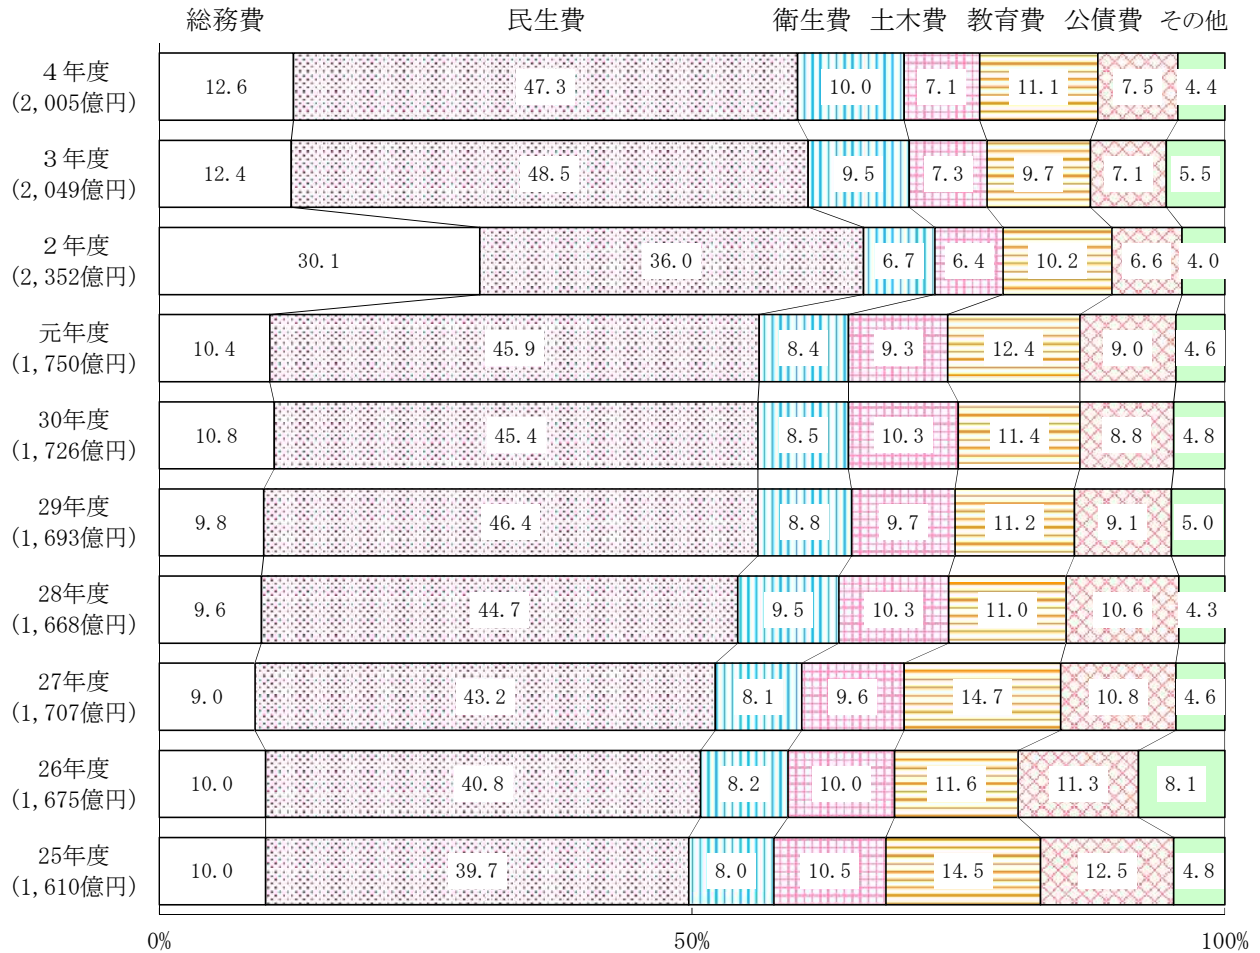 総務費 民生費 衛生費 土木費 教育費 公債費 その他
４年度
(2,005億円)
12.6 47.3 10.0 7.1 11.1 7.5 4.4
３年度
(2,049億円)
12.4 48.5 9.5 7.3 9.7 7.1 5.5
２年度
(2,352億円)
30.1 36.0 6.7 6.4 10.2 6.6 4.0
元年度
(1,750億円)
10.4 45.9 8.4 9.3 12.4 9.0 4.6
30年度
(1,726億円)
10.8 45.4 8.5 10.3 11.4 8.8 4.8
29年度
(1,693億円)
9.8 46.4 8.8 9.7 11.2 9.1 5.0
28年度
(1,668億円)
9.6 44.7 9.5 10.3 11.0 10.6 4.3
27年度
(1,707億円)
9.0 43.2 8.1 9.6 14.7 10.8 4.6
26年度
(1,675億円)
10.0 40.8 8.2 10.0 11.6 11.3 8.1
25年度
(1,610億円)
10.0 39.7 8.0 10.5 14.5 12.5 4.8
0% 50% 100%